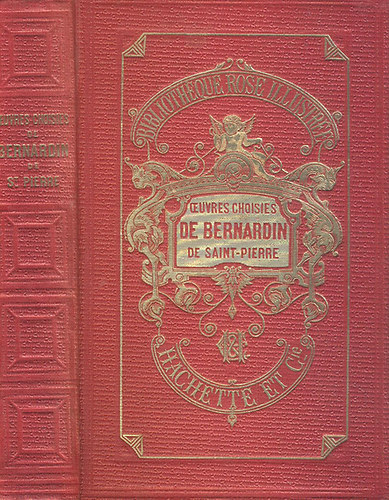 ŒUVRES CHOISIES
DE
BERNARDIN
DE
ST PIERRE
BIBLIOTHÈQUE ROSE ILLUSTRÉE
ŒUVRES CHOISIES
DE BERNARDIN
DE SAINT-PIERRE
HACHETTE ET Cie